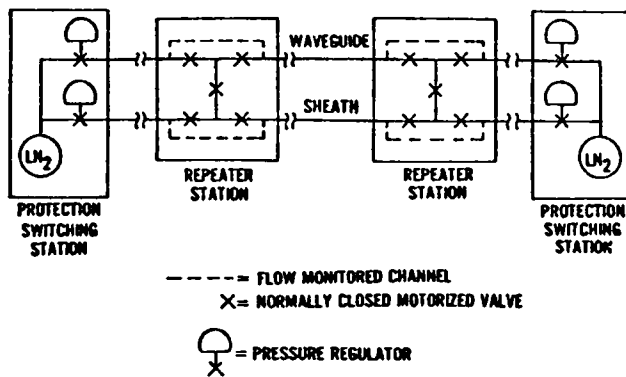 WAVEGUIDE
SHEATH
LN2
LN2
REPEATER
STATION
REPEATER
STATION
PROTECTION
SWITCHING
STATION
PROTECTION
SWITCHING
STATION
= FLOW MONITORED CHANNEL
= NORMALLY CLOSED MOTORIZED VALVE
= PRESSURE REGULATOR